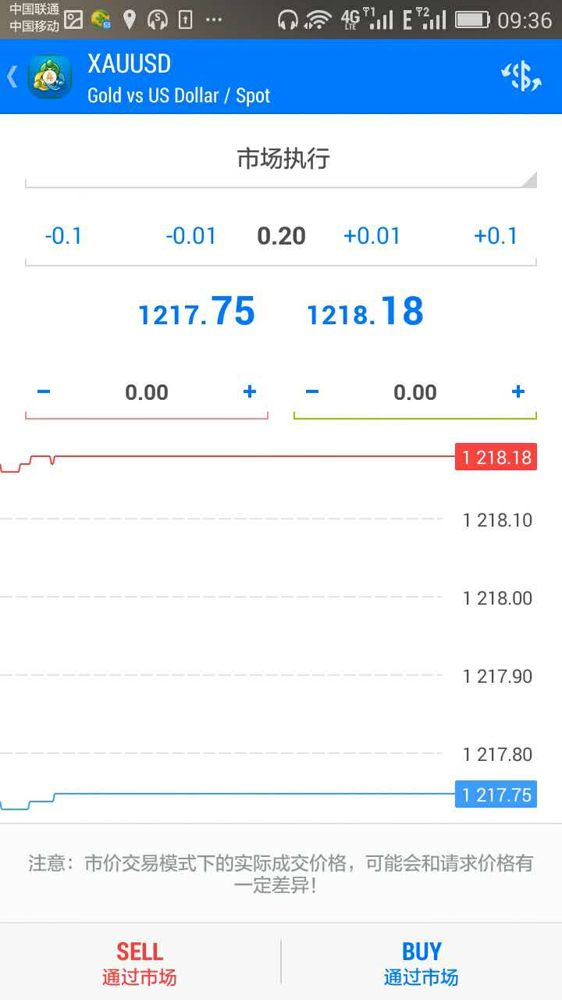 中国联通
中国移动
4G LTE 1 E 2 09:36
XAUUSD
Gold vs US Dollar / Spot
市场执行
-0.1 -0.01 0.20 +0.01 +0.1
1217.75 1218.18
− 0.00 + − 0.00 +
1 218.18
1 218.10
1 218.00
1 217.90
1 217.80
1 217.75
注意：市价交易模式下的实际成交价格，可能会和请求价格有
一定差异！
SELL BUY
通过市场 通过市场